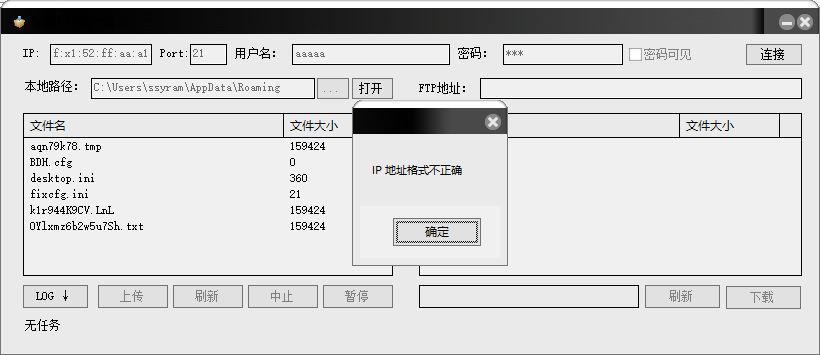 IP: f:x1:52:ff:aa:a1 Port: 21 用户名: aaaaa 密码: *** 密码可见 连接
本地路径: C:\Users\ssyram\AppData\Roaming ... 打开 FTP地址:
文件名 文件大小 文件大小
aqn79k78.tmp 159424
BDH.cfg 0
desktop.ini 360
fixcfg.ini 21
k1r944K9CV.LnL 159424
OYlxmz6b2w5u7Sh.txt 159424
IP 地址格式不正确
确定
LOG ↓ 上传 刷新 中止 暂停 刷新 下载
无任务